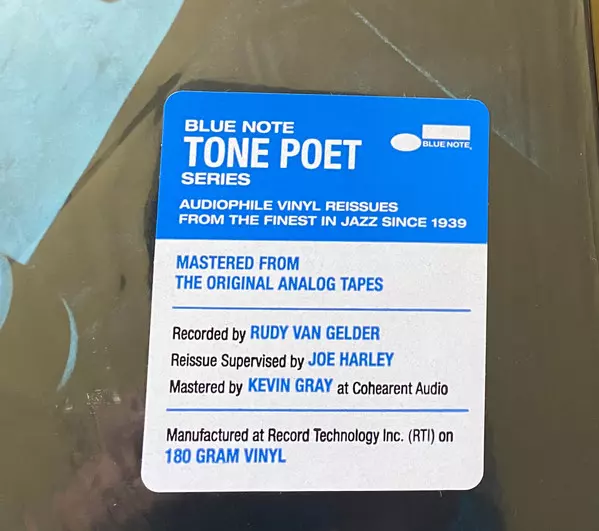 BLUE NOTE
TONE POET
SERIES
BLUE NOTE®
AUDIOPHILE VINYL REISSUES
FROM THE FINEST IN JAZZ SINCE 1939
MASTERED FROM
THE ORIGINAL ANALOG TAPES
Recorded by RUDY VAN GELDER
Reissue Supervised by JOE HARLEY
Mastered by KEVIN GRAY at Cohearent Audio
Manufactured at Record Technology Inc. (RTI) on
180 GRAM VINYL